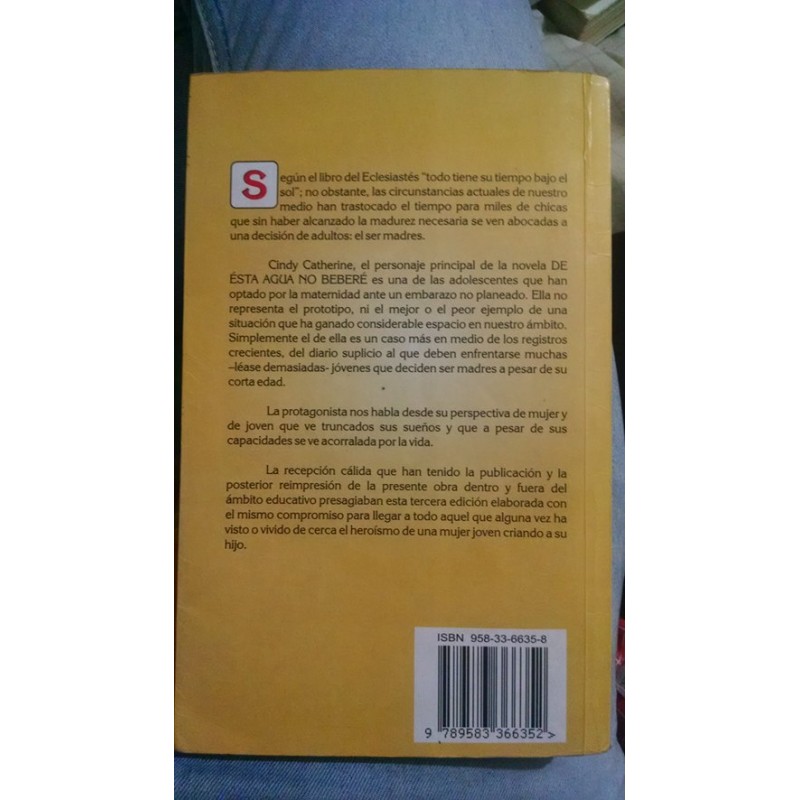 Según el libro del Eclesiastés "todo tiene su tiempo bajo el
sol"; no obstante, las circunstancias actuales de nuestro
medio han trastocado el tiempo para miles de chicas
que sin haber alcanzado la madurez necesaria se ven abocadas
a una decisión de adultos: el ser madres.
Cindy Catherine, el personaje principal de la novela DE
ÉSTA AGUA NO BEBERÉ es una de las adolescentes que han
optado por la maternidad ante un embarazo no planeado. Ella no
representa el prototipo, ni el mejor o el peor ejemplo de una
situación que ha ganado considerable espacio en nuestro ámbito.
Simplemente el de ella es un caso más en medio de los registros
crecientes, del diario suplicio al que deben enfrentarse muchas
–léase demasiadas- jóvenes que deciden ser madres a pesar de su
corta edad.
La protagonista nos habla desde su perspectiva de mujer y
de joven que ve truncados sus sueños y que a pesar de sus
capacidades se ve acorralada por la vida.
La recepción cálida que han tenido la publicación y la
posterior reimpresión de la presente obra dentro y fuera del
ámbito educativo presagiaban esta tercera edición elaborada con
el mismo compromiso para llegar a todo aquel que alguna vez ha
visto o vivido de cerca el heroísmo de una mujer joven criando a su
hijo.
ISBN 958-33-6635-8
9 789583 366352>